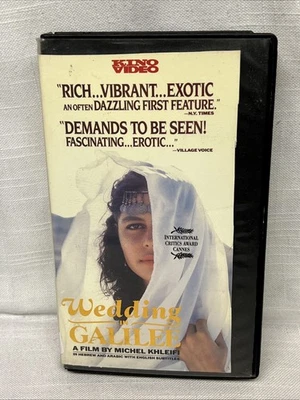 KINO
VIDEO
"RICH...VIBRANT...EXOTIC
AN OFTEN DAZZLING FIRST FEATURE."
—N.Y. TIMES
"DEMANDS TO BE SEEN!
FASCINATING...EROTIC..."
—VILLAGE VOICE
INTERNATIONAL
CRITICS AWARD
CANNES
Wedding
IN
GALILEE
A FILM BY MICHEL KHLEIFI
IN HEBREW AND ARABIC WITH ENGLISH SUBTITLES